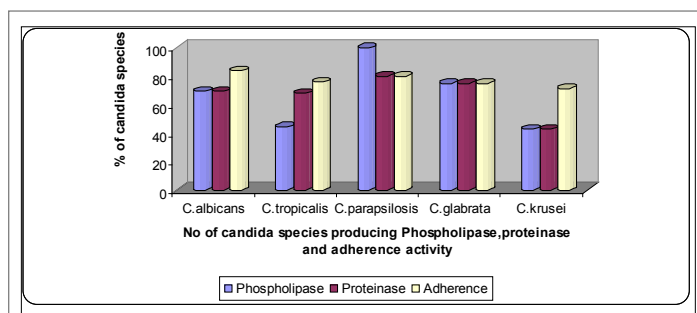 % of candida species
100
80
60
40
20
0
C.albicans C.tropicalis C.parapsilosis C.glabrata C.krusei
No of candida species producing Phospholipase,proteinase
and adherence activity
Phospholipase Proteinase Adherence